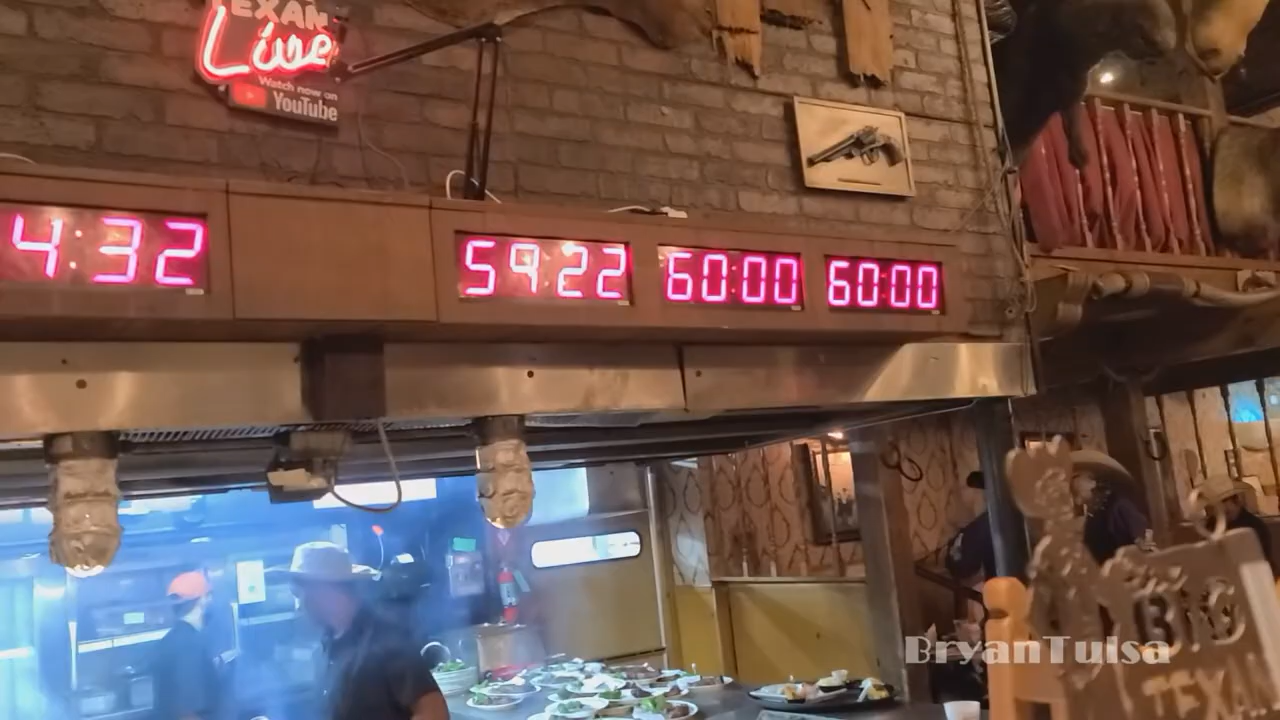 TEXAN
Live
Watch now on
YouTube
4:32
59:22
60:00
60:00
BryanTulsa
BIG
TEXAN